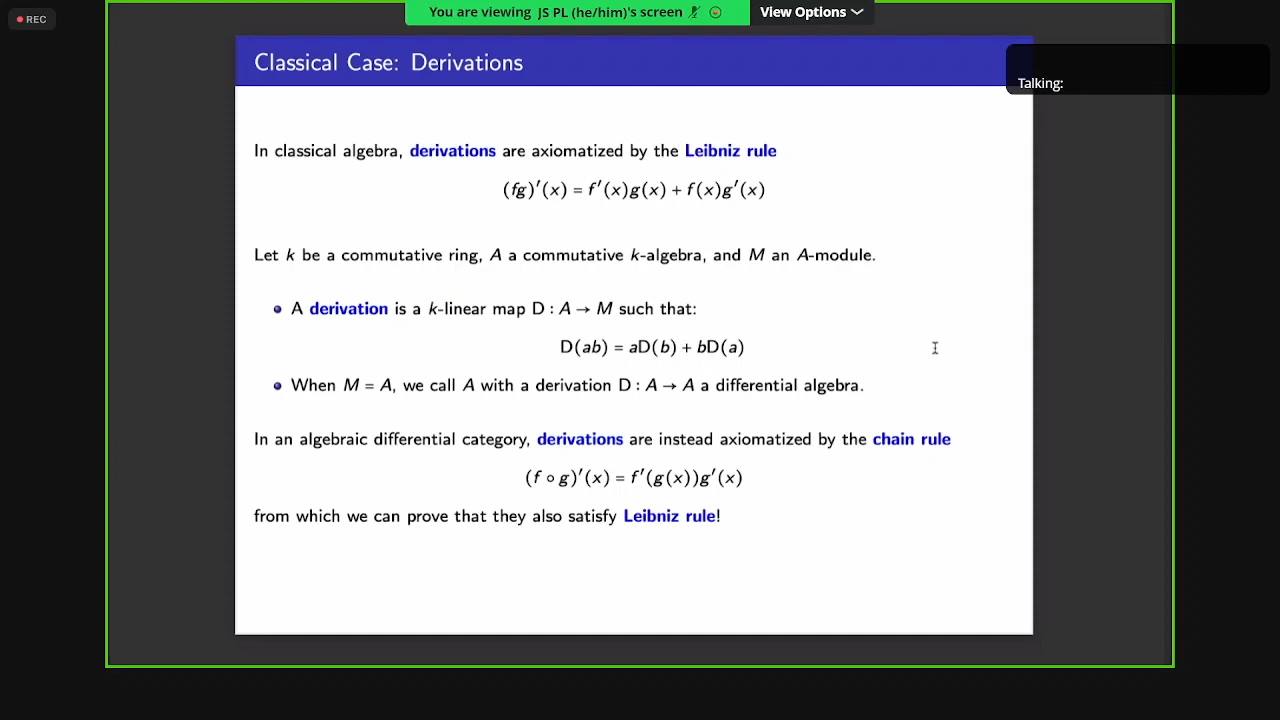 REC
You are viewing JS PL (he/him)'s screen
View Options
Talking:
Classical Case: Derivations
In classical algebra, derivations are axiomatized by the Leibniz rule
(fg)′(x) = f′(x)g(x) + f(x)g′(x)
Let k be a commutative ring, A a commutative k-algebra, and M an A-module.
A derivation is a k-linear map D : A → M such that:
D(ab) = aD(b) + bD(a)
When M = A, we call A with a derivation D : A → A a differential algebra.
In an algebraic differential category, derivations are instead axiomatized by the chain rule
(f ∘ g)′(x) = f′(g(x))g′(x)
from which we can prove that they also satisfy Leibniz rule!